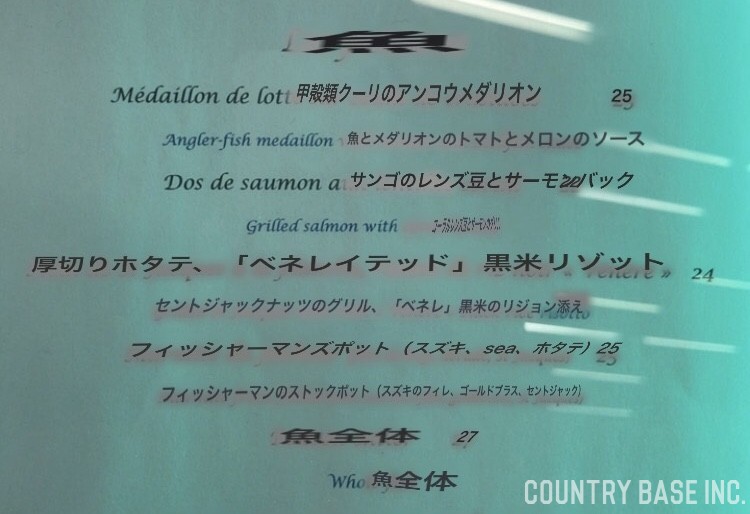 魚
Médaillon de lott 甲殻類クーリのアンコウメダリオン 25
Angler-fish medaillon 魚とメダリオンのトマトとメロンのソース
Dos de saumon a サンゴのレンズ豆とサーモンバック
Grilled salmon with
厚切りホタテ、「ベネレイテッド」黒米リゾット » 24
セントジャックナッツのグリル、「ベネレ」黒米のリジョン添え
フィッシャーマンズポット (スズキ、sea、ホタテ) 25
フィッシャーマンのストックポット (スズキのフィレ、ゴールドブラス、セントジャック)
魚全体 27
Who 魚全体
COUNTRY BASE INC.